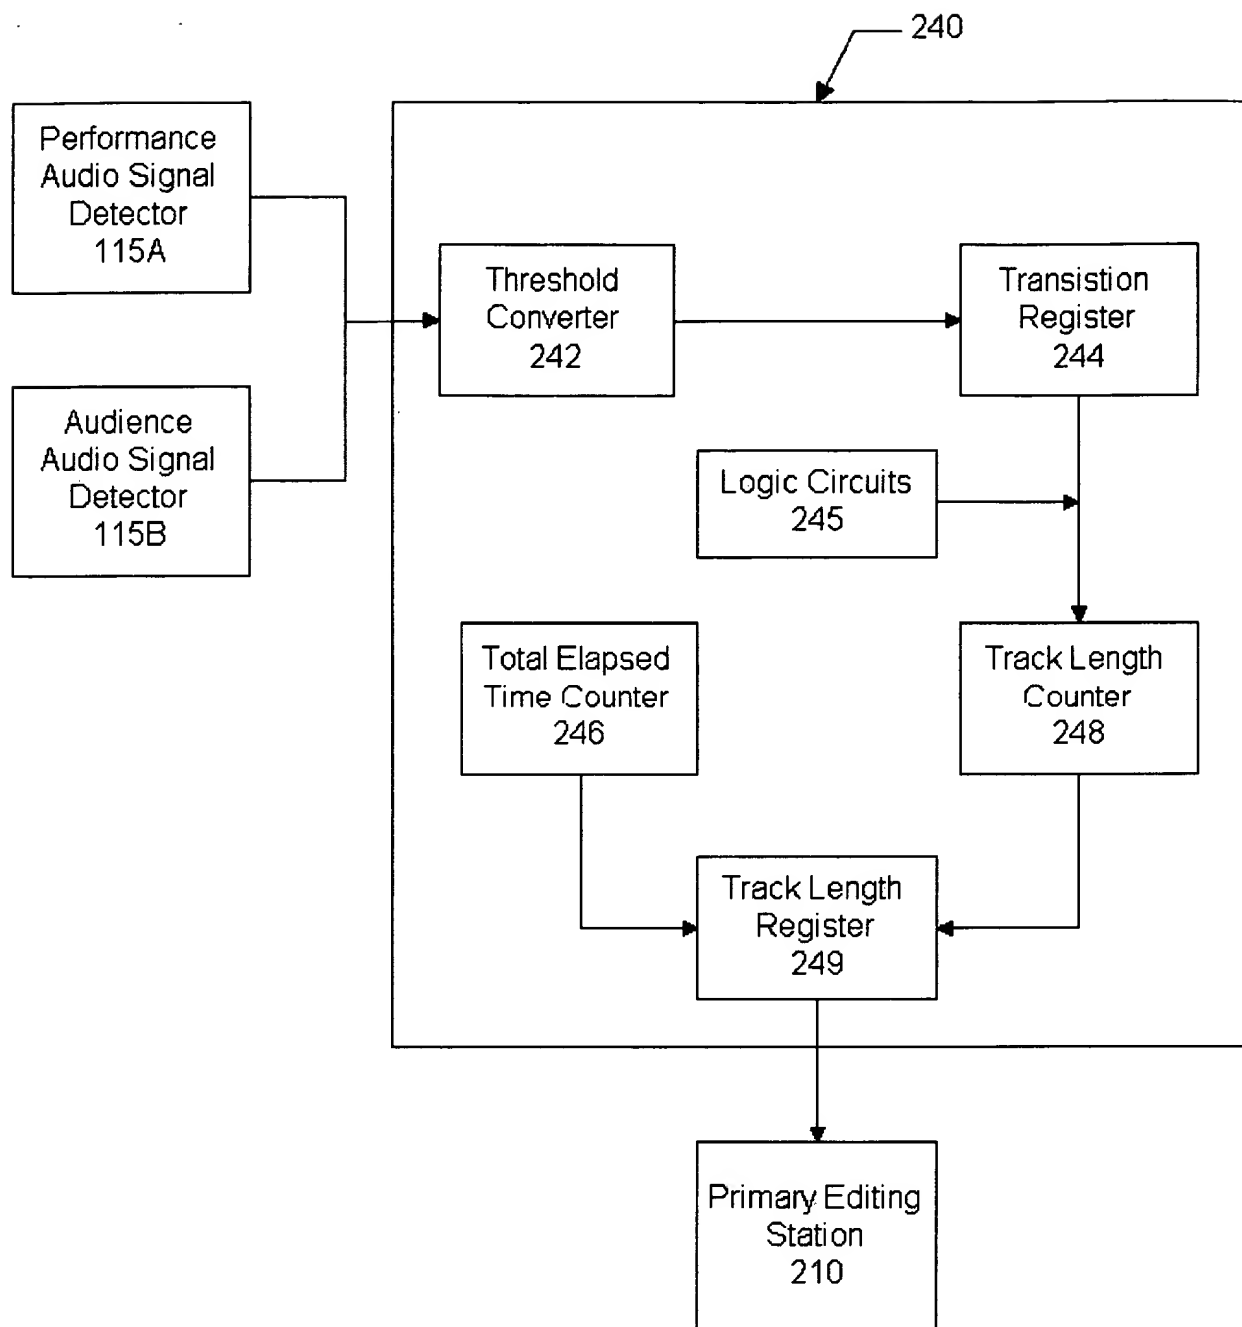 240
Performance
Audio Signal
Detector
115A
Threshold
Converter
242
Transistion
Register
244
Audience
Audio Signal
Detector
115B
Logic Circuits
245
Total Elapsed
Time Counter
246
Track Length
Counter
248
Track Length
Register
249
Primary Editing
Station
210